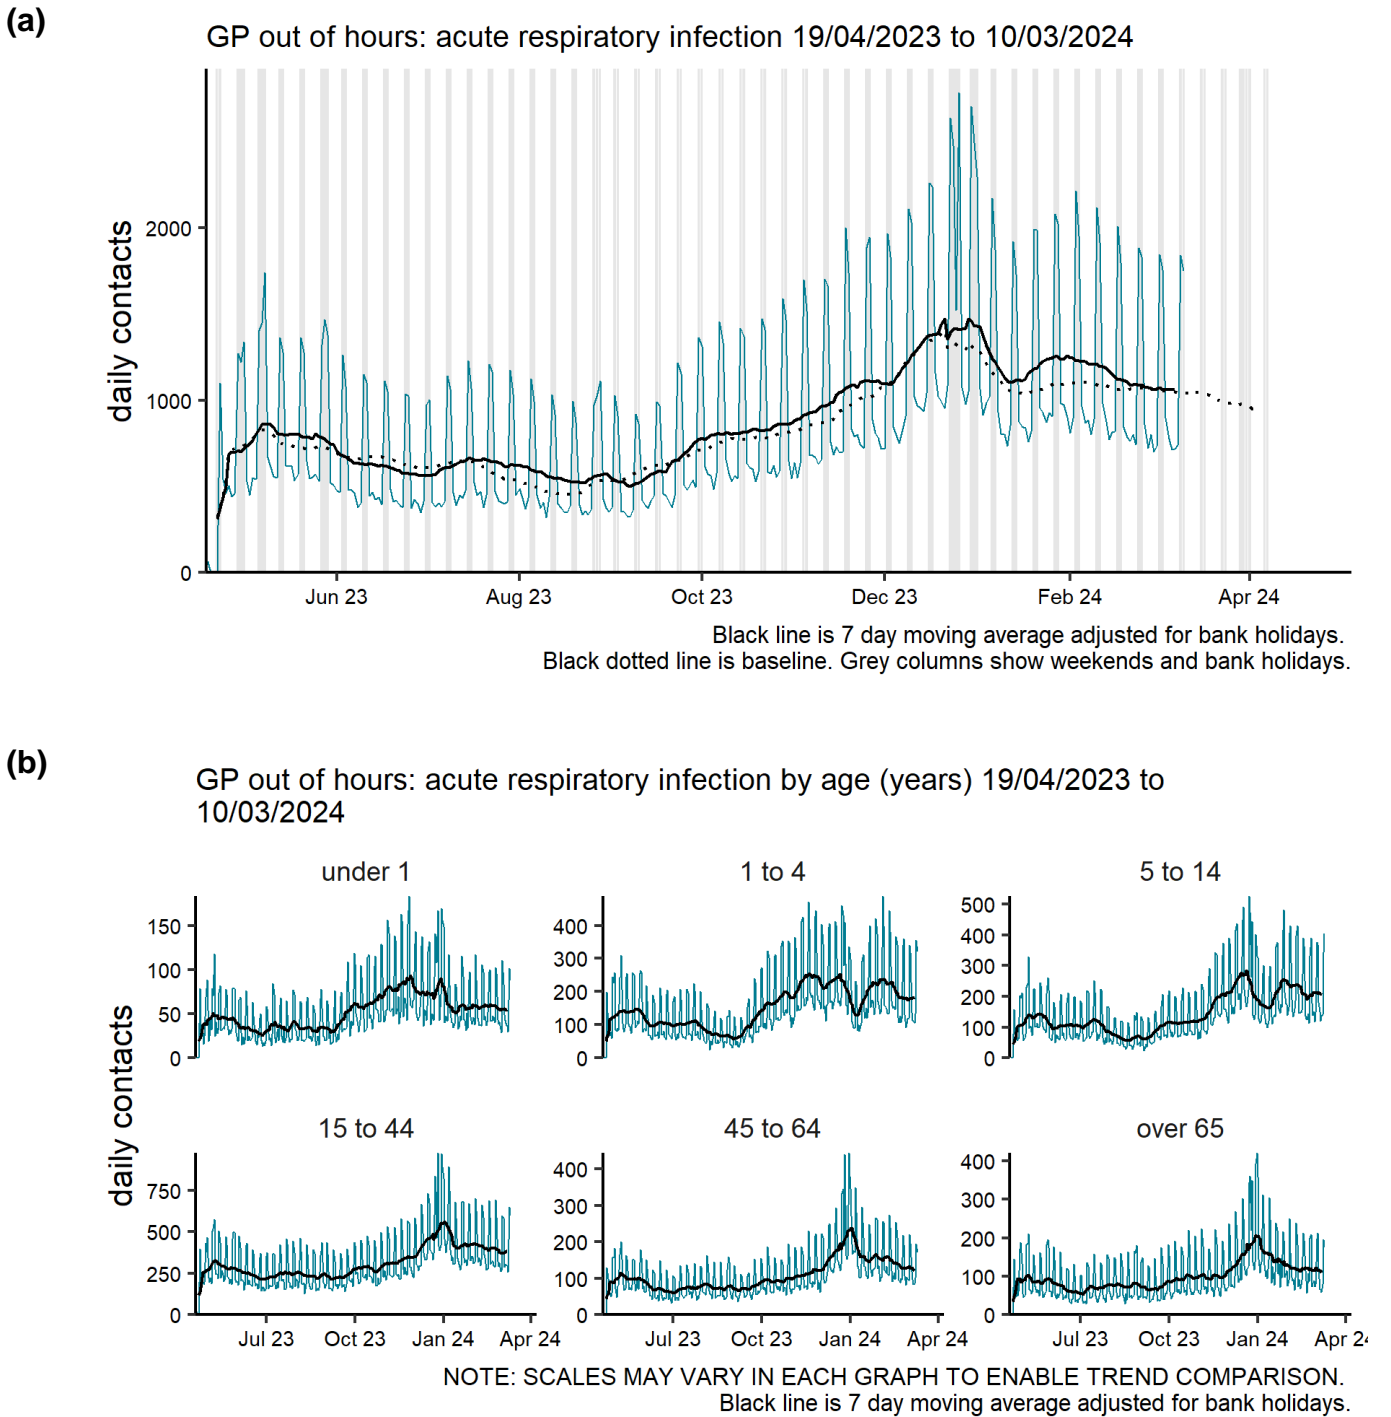 (a)
GP out of hours: acute respiratory infection 19/04/2023 to 10/03/2024
daily contacts
2000
1000
0
Jun 23 Aug 23 Oct 23 Dec 23 Feb 24 Apr 24
Black line is 7 day moving average adjusted for bank holidays.
Black dotted line is baseline. Grey columns show weekends and bank holidays.
(b)
GP out of hours: acute respiratory infection by age (years) 19/04/2023 to
10/03/2024
daily contacts
under 1
150
100
50
0
1 to 4
400
300
200
100
0
5 to 14
500
400
300
200
100
0
15 to 44
750
500
250
0
Jul 23 Oct 23 Jan 24 Apr 24
45 to 64
400
300
200
100
0
Jul 23 Oct 23 Jan 24 Apr 24
over 65
400
300
200
100
0
Jul 23 Oct 23 Jan 24 Apr
NOTE: SCALES MAY VARY IN EACH GRAPH TO ENABLE TREND COMPARISON.
Black line is 7 day moving average adjusted for bank holidays.